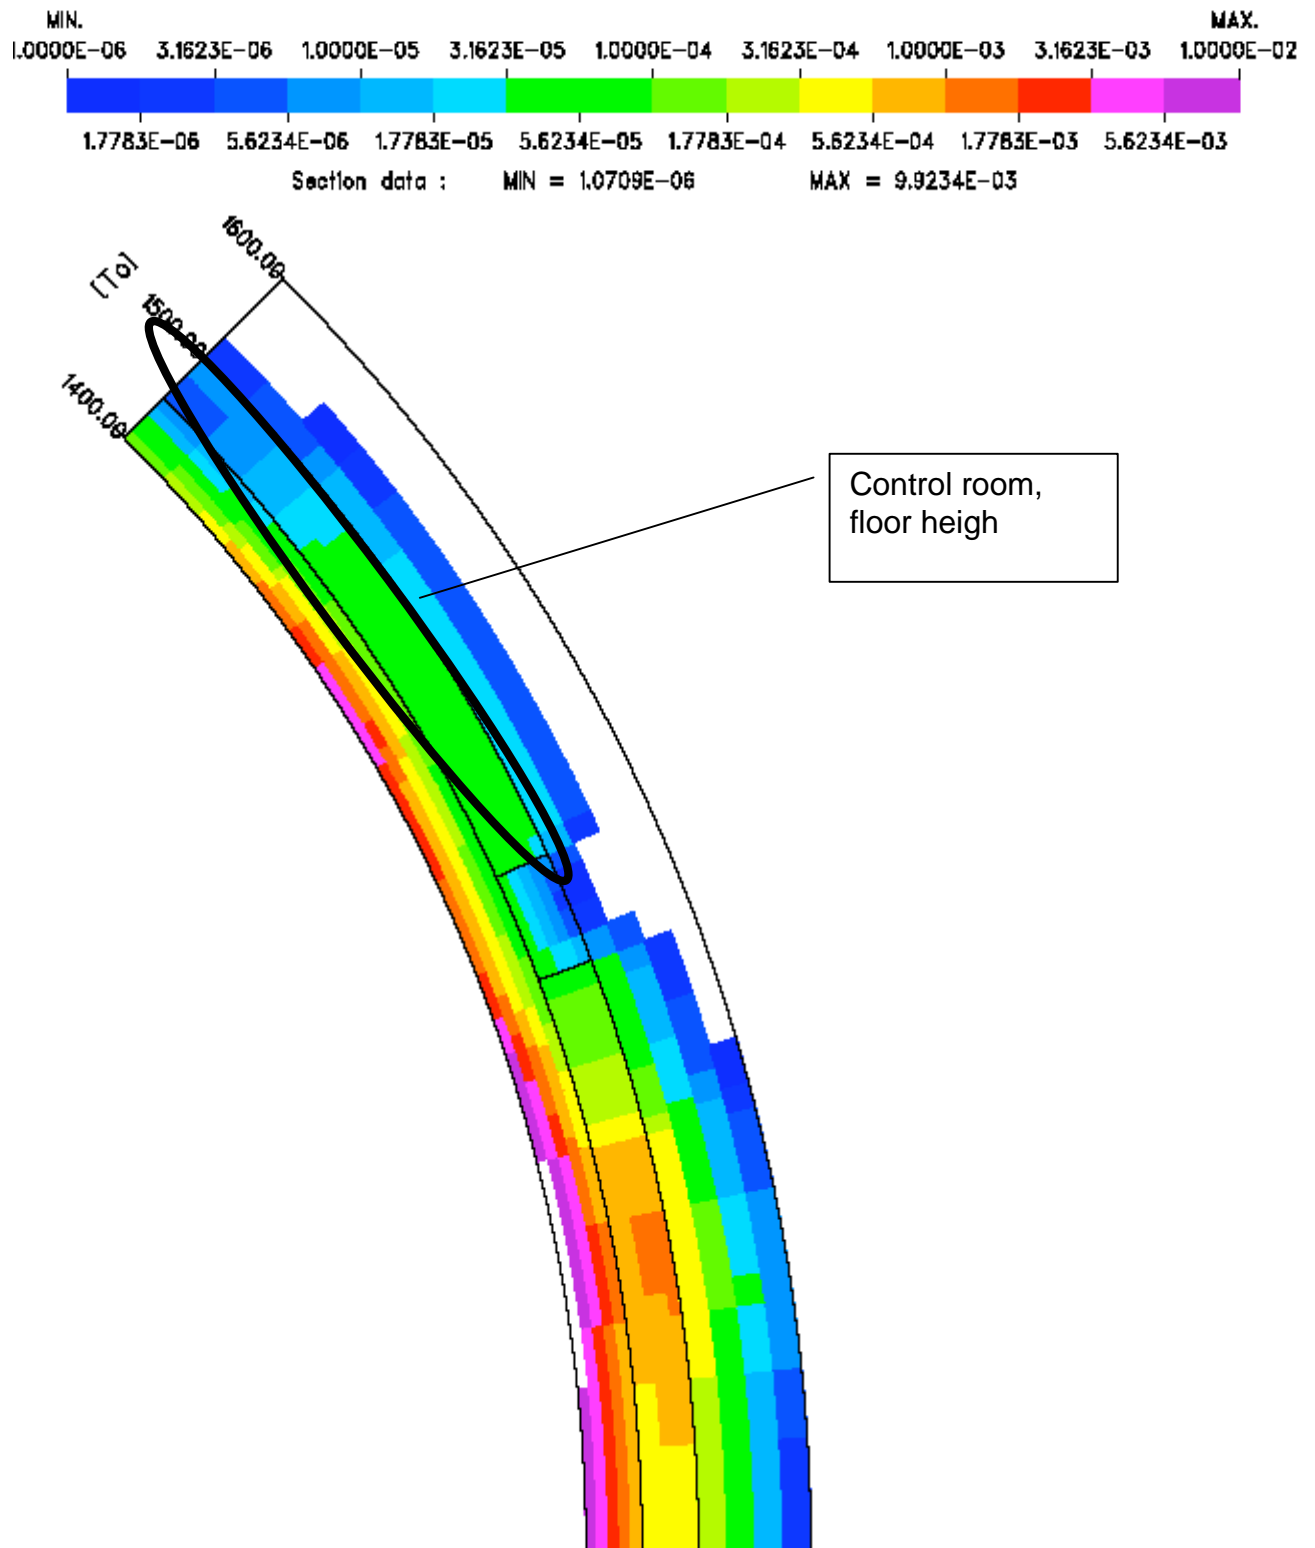 MIN. MAX.
1.0000E-06 3.1623E-06 1.0000E-05 3.1623E-05 1.0000E-04 3.1623E-04 1.0000E-03 3.1623E-03 1.0000E-02
1.7783E-06 5.6234E-06 1.7783E-05 5.6234E-05 1.7783E-04 5.6234E-04 1.7783E-03 5.6234E-03
Section data : MIN = 1.0709E-06 MAX = 9.9234E-03
1600.00
[To]
1500.00
1400.00
Control room,
floor heigh